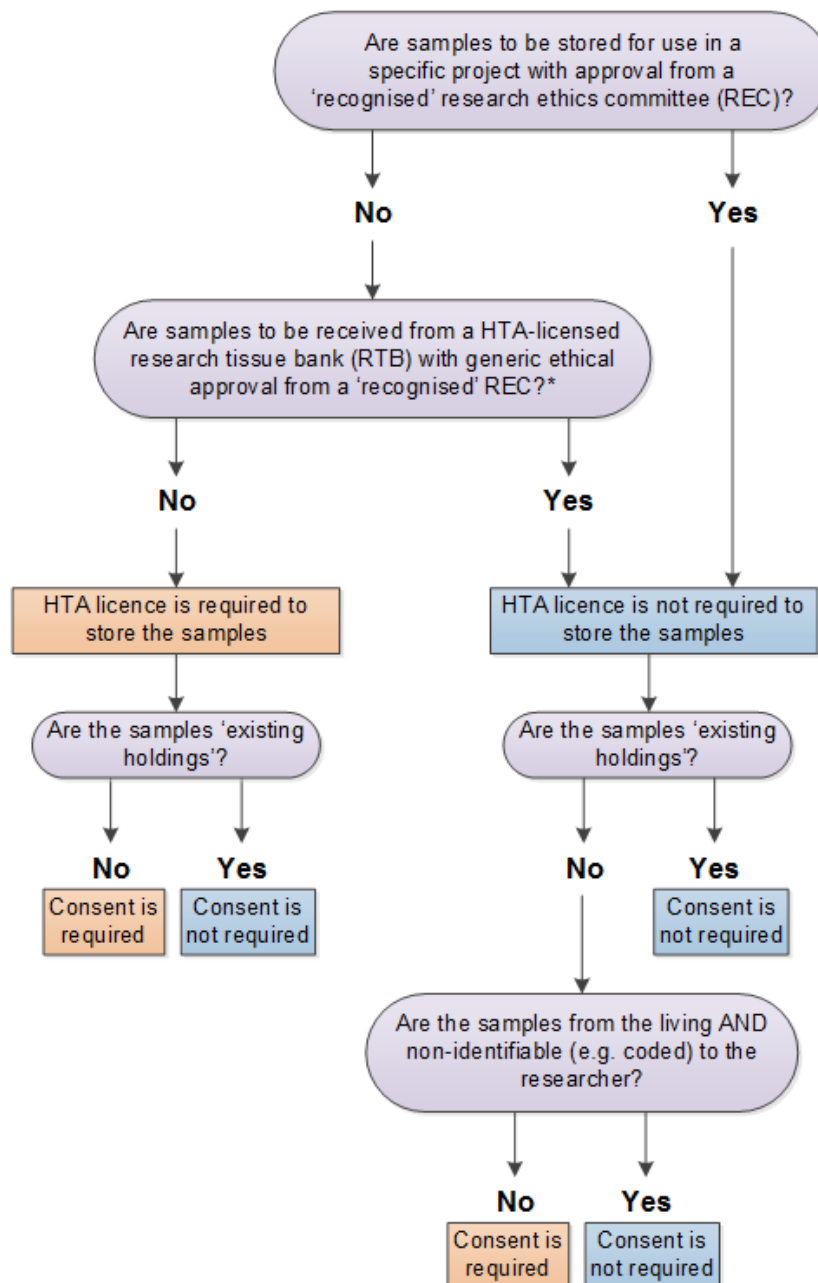 Are samples to be stored for use in a
specific project with approval from a
‘recognised’ research ethics committee (REC)?
No
Yes
Are samples to be received from a HTA-licensed
research tissue bank (RTB) with generic ethical
approval from a ‘recognised’ REC?*
No
Yes
HTA licence is required to
store the samples
HTA licence is not required to
store the samples
Are the samples ‘existing
holdings’?
Are the samples ‘existing
holdings’?
No
Yes
No
Yes
Consent is
required
Consent is
not required
Consent is
not required
Are the samples from the living AND
non-identifiable (e.g. coded) to the
researcher?
No
Yes
Consent is
required
Consent is
not required